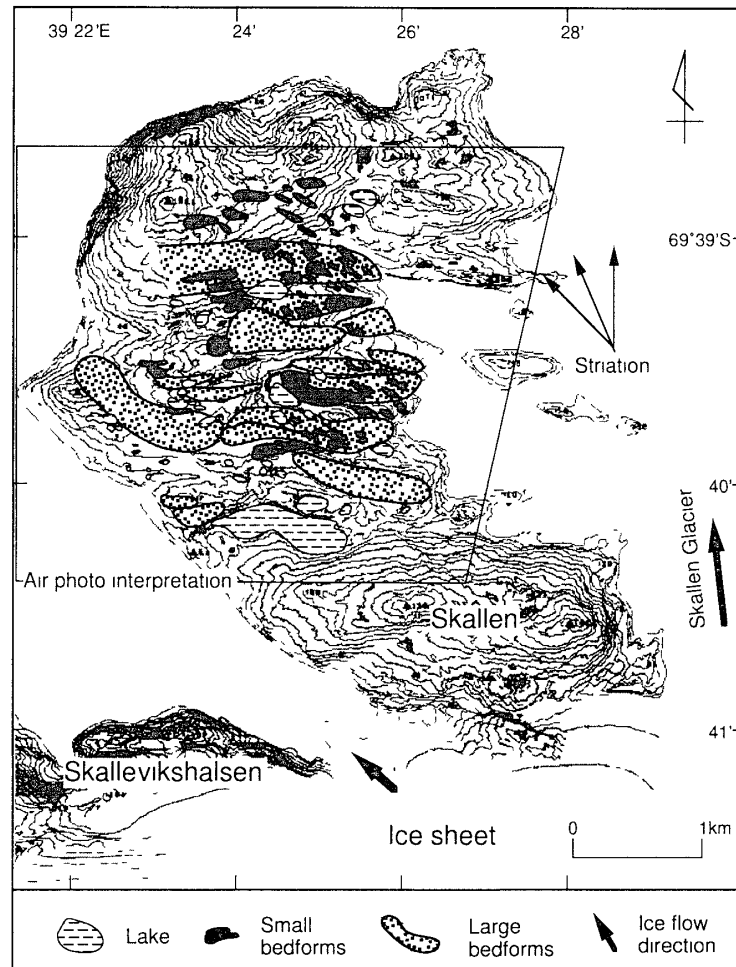 39 22'E 24' 26' 28'
69°39'S
Striation
40'
Air photo interpretation
Skallen
Skallen Glacier
41'
Skallevikshalsen
Ice sheet
0 1km
Lake
Small bedforms
Large bedforms
Ice flow direction